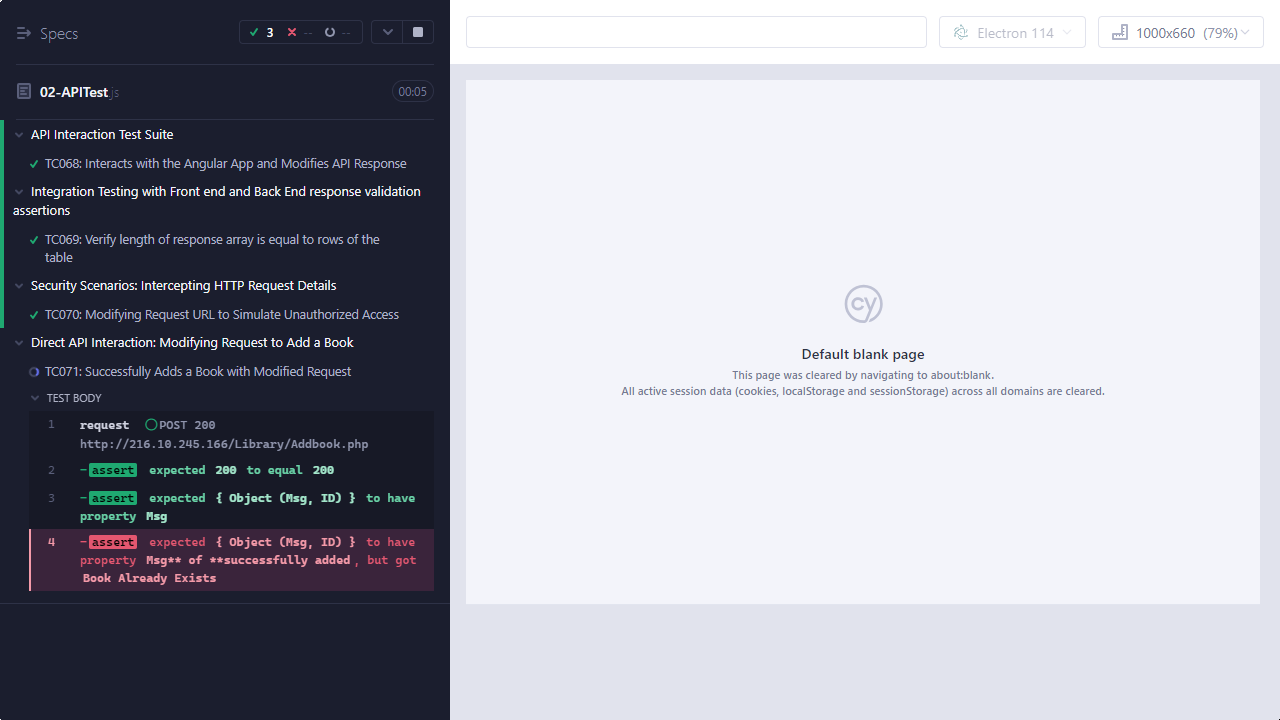 Specs
3
--
--
Electron 114
1000x660 (79%)
02-APITest.js
00:05
API Interaction Test Suite
TC068: Interacts with the Angular App and Modifies API Response
Integration Testing with Front end and Back End response validation
assertions
TC069: Verify length of response array is equal to rows of the
table
Security Scenarios: Intercepting HTTP Request Details
TC070: Modifying Request URL to Simulate Unauthorized Access
Direct API Interaction: Modifying Request to Add a Book
TC071: Successfully Adds a Book with Modified Request
TEST BODY
1 request POST 200
http://216.10.245.166/Library/Addbook.php
2 -assert expected 200 to equal 200
3 -assert expected { Object (Msg, ID) } to have
property Msg
4 -assert expected { Object (Msg, ID) } to have
property Msg** of **successfully added, but got
Book Already Exists
cy
Default blank page
This page was cleared by navigating to about:blank.
All active session data (cookies, localStorage and sessionStorage) across all domains are cleared.